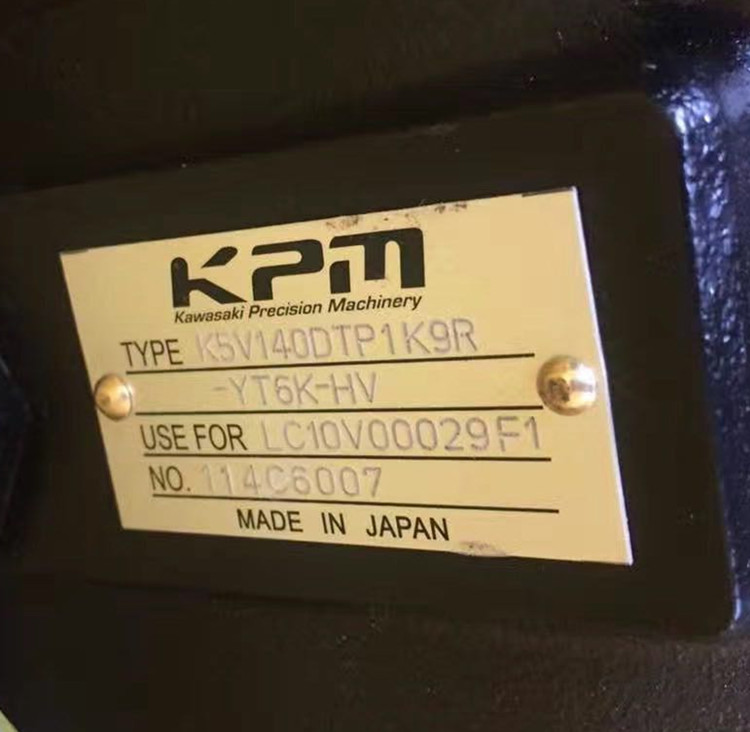 KPM
Kawasaki Precision Machinery
TYPE K5V140DTP1K9R
-YT6K-HV
USE FOR LC10V00029F1
NO. 114C6007
MADE IN JAPAN